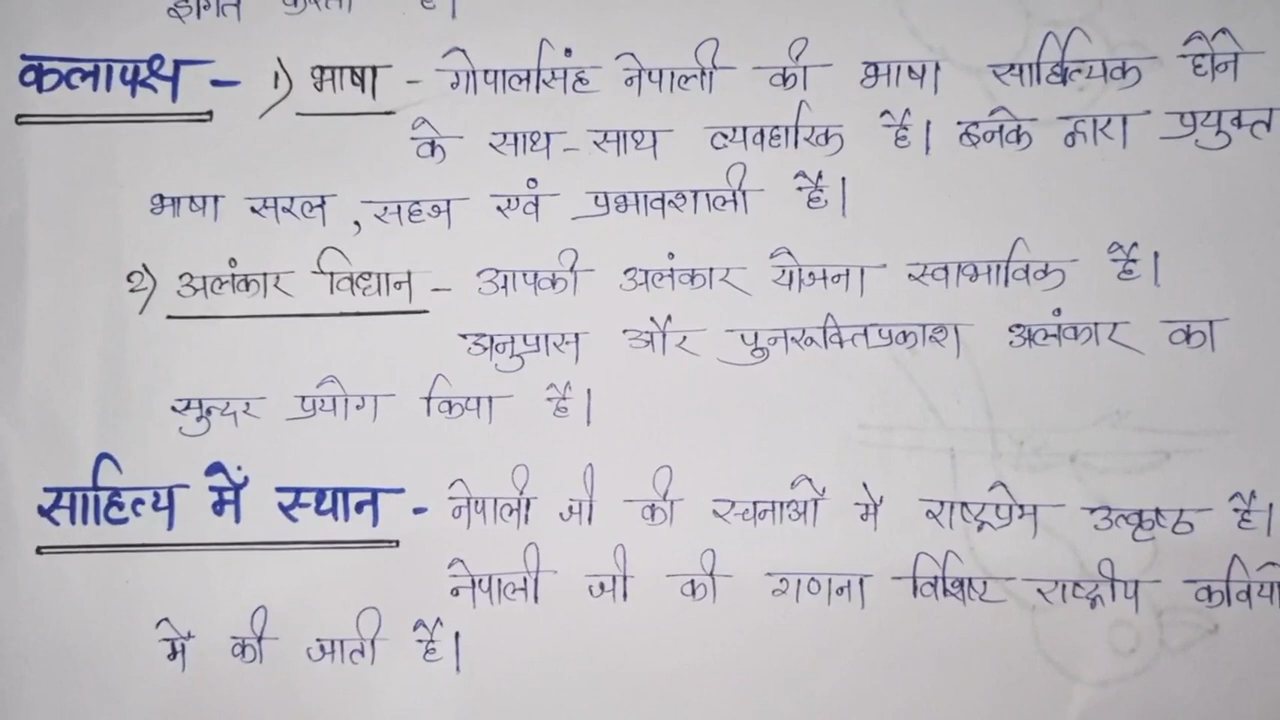 इंगित करता है।
कलापक्ष - 1) भाषा - गोपालसिंह नेपाली की भाषा साहित्यिक होने
के साथ-साथ व्यवहारिक है। इनके द्वारा प्रयुक्त
भाषा सरल, सहज एवं प्रभावशाली है।
2) अलंकार विधान - आपकी अलंकार योजना स्वाभाविक है।
अनुप्रास और पुनरूक्तिप्रकाश अलंकार का
सुन्दर प्रयोग किया है।
साहित्य में स्थान - नेपाली जी की रचनाओं में राष्ट्रप्रेम उत्कृष्ठ है।
नेपाली जी की गणना विशिष्ट राष्ट्रीय कवियों
में की जाती है।